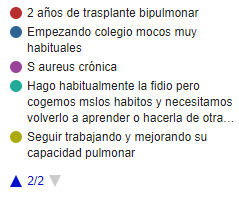 2 años de trasplante bipulmonar
Empezando colegio mocos muy
habituales
S aureus crónica
Hago habitualmente la fidio pero
cogemos mslos habitos y necesitamos
volverlo a aprender o hacerla de otra…
Seguir trabajando y mejorando su
capacidad pulmonar
2/2